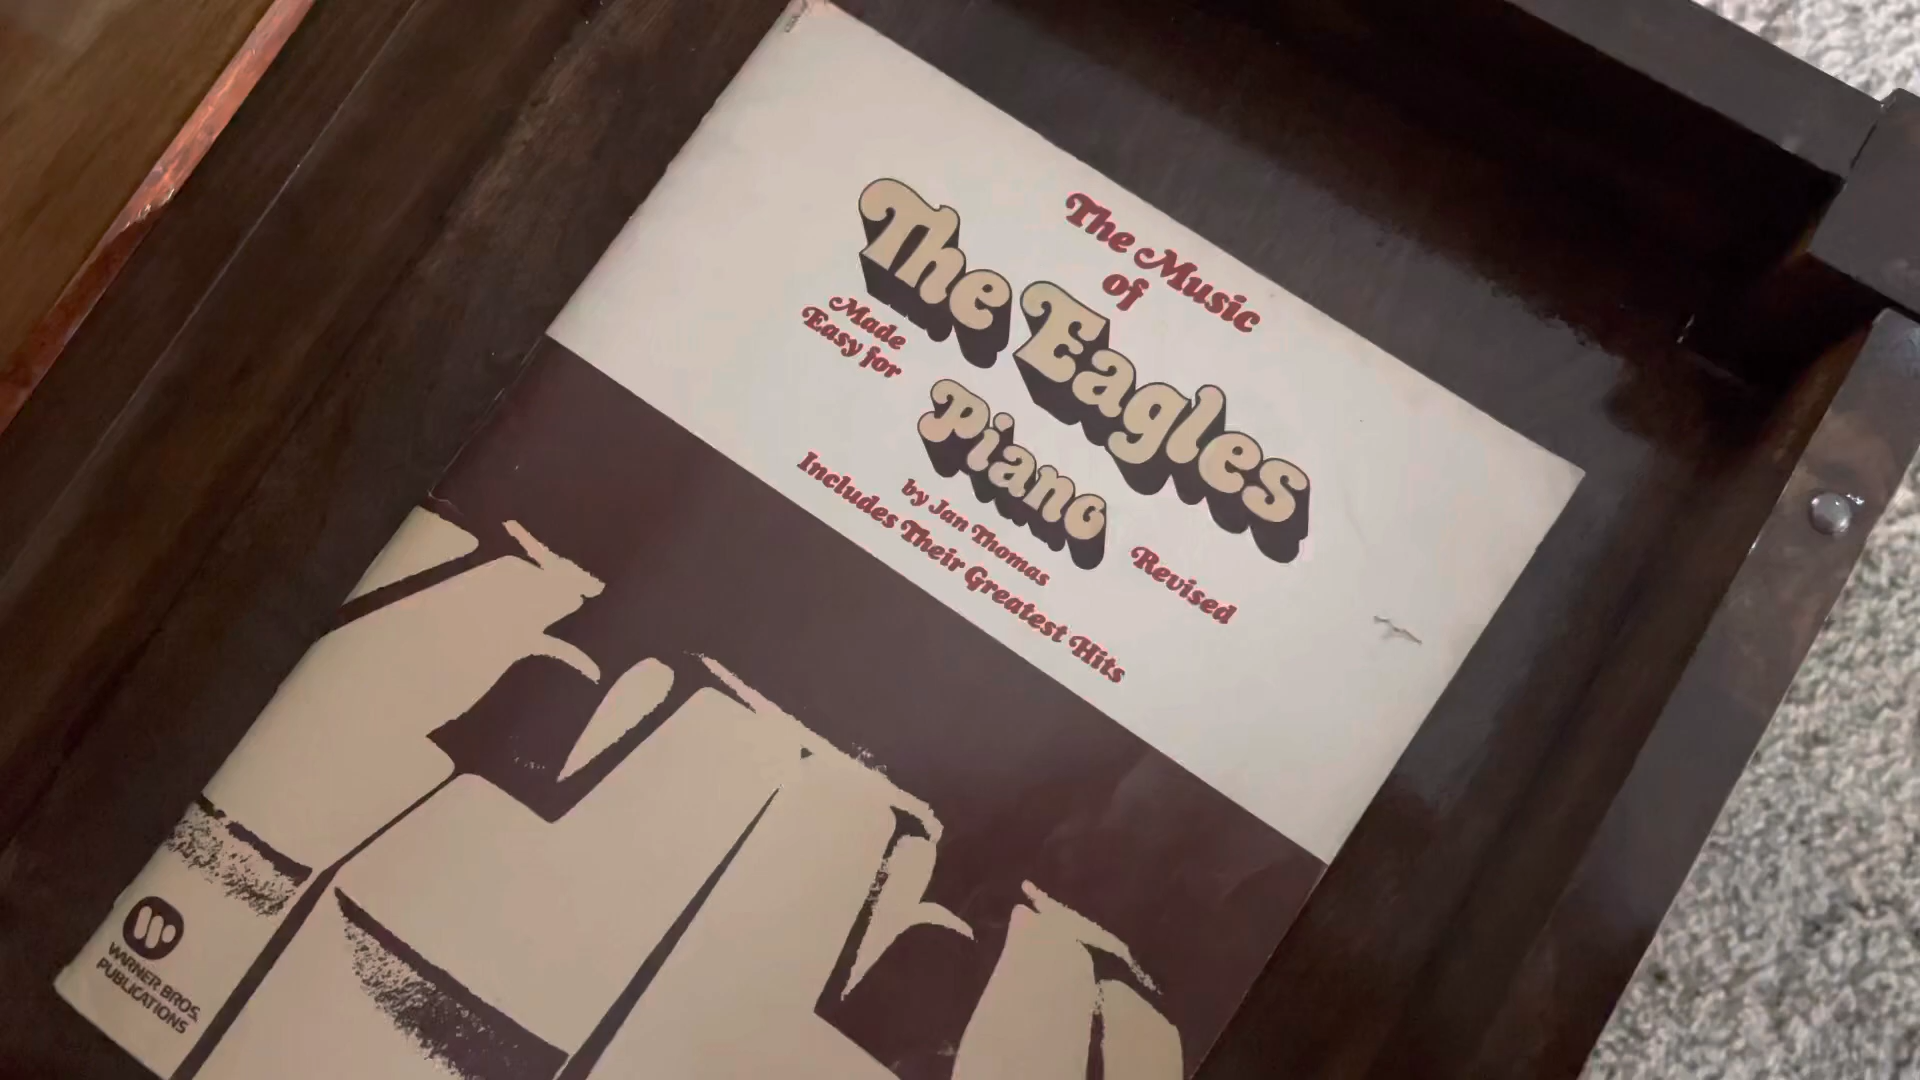 The Music
of
The Eagles
Made
Easy for
Piano
Revised
by Jan Thomas
Includes Their Greatest Hits
WARNER BROS.
PUBLICATIONS